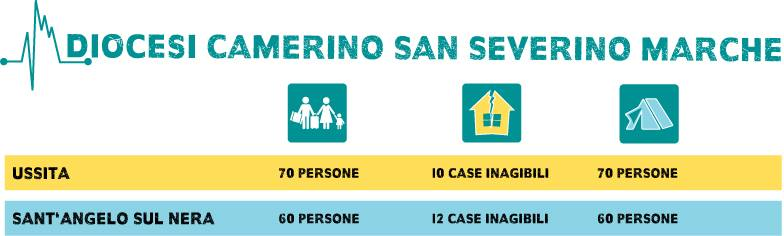 DIOCESI CAMERINO SAN SEVERINO MARCHE
USSITA 70 PERSONE 10 CASE INAGIBILI 70 PERSONE
SANT'ANGELO SUL NERA 60 PERSONE 12 CASE INAGIBILI 60 PERSONE